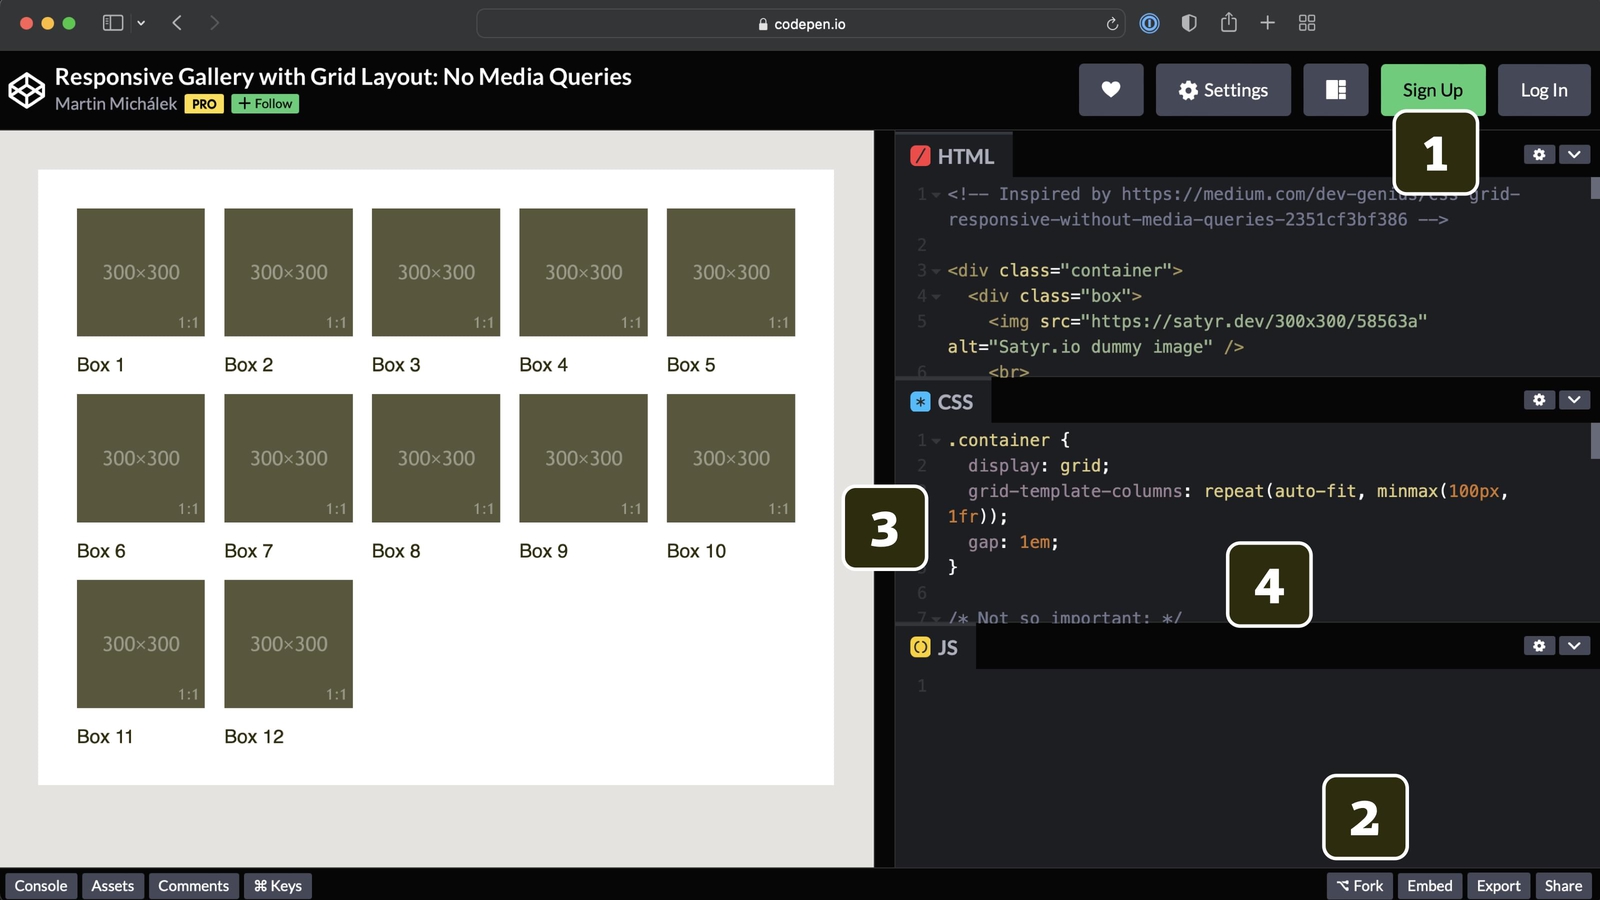 codepen.io
Responsive Gallery with Grid Layout: No Media Queries
Martin Michálek PRO + Follow
Settings
Sign Up
Log In
1
300×300
1:1
300×300
1:1
300×300
1:1
300×300
1:1
300×300
1:1
Box 1
Box 2
Box 3
Box 4
Box 5
300×300
1:1
300×300
1:1
300×300
1:1
300×300
1:1
300×300
1:1
Box 6
Box 7
Box 8
Box 9
Box 10
300×300
1:1
300×300
1:1
Box 11
Box 12
HTML
1 <!-- Inspired by https://medium.com/dev-genius/css-grid-
responsive-without-media-queries-2351cf3bf386 -->
2
3 <div class="container">
4 <div class="box">
5 <img src="https://satyr.dev/300x300/58563a"
alt="Satyr.io dummy image" />
6 <br>
CSS
1 .container {
2 display: grid;
grid-template-columns: repeat(auto-fit, minmax(100px,
1fr));
gap: 1em;
}
6
7 /* Not so important: */
3
4
JS
1
2
Console
Assets
Comments
⌘ Keys
Fork
Embed
Export
Share